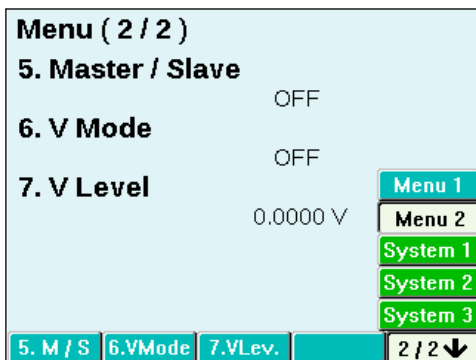 Menu ( 2 / 2 )
5. Master / Slave
OFF
6. V Mode
OFF
7. V Level
0.0000 V
Menu 1
Menu 2
System 1
System 2
System 3
5. M / S 6.VMode 7.VLev. 2 / 2 ↓